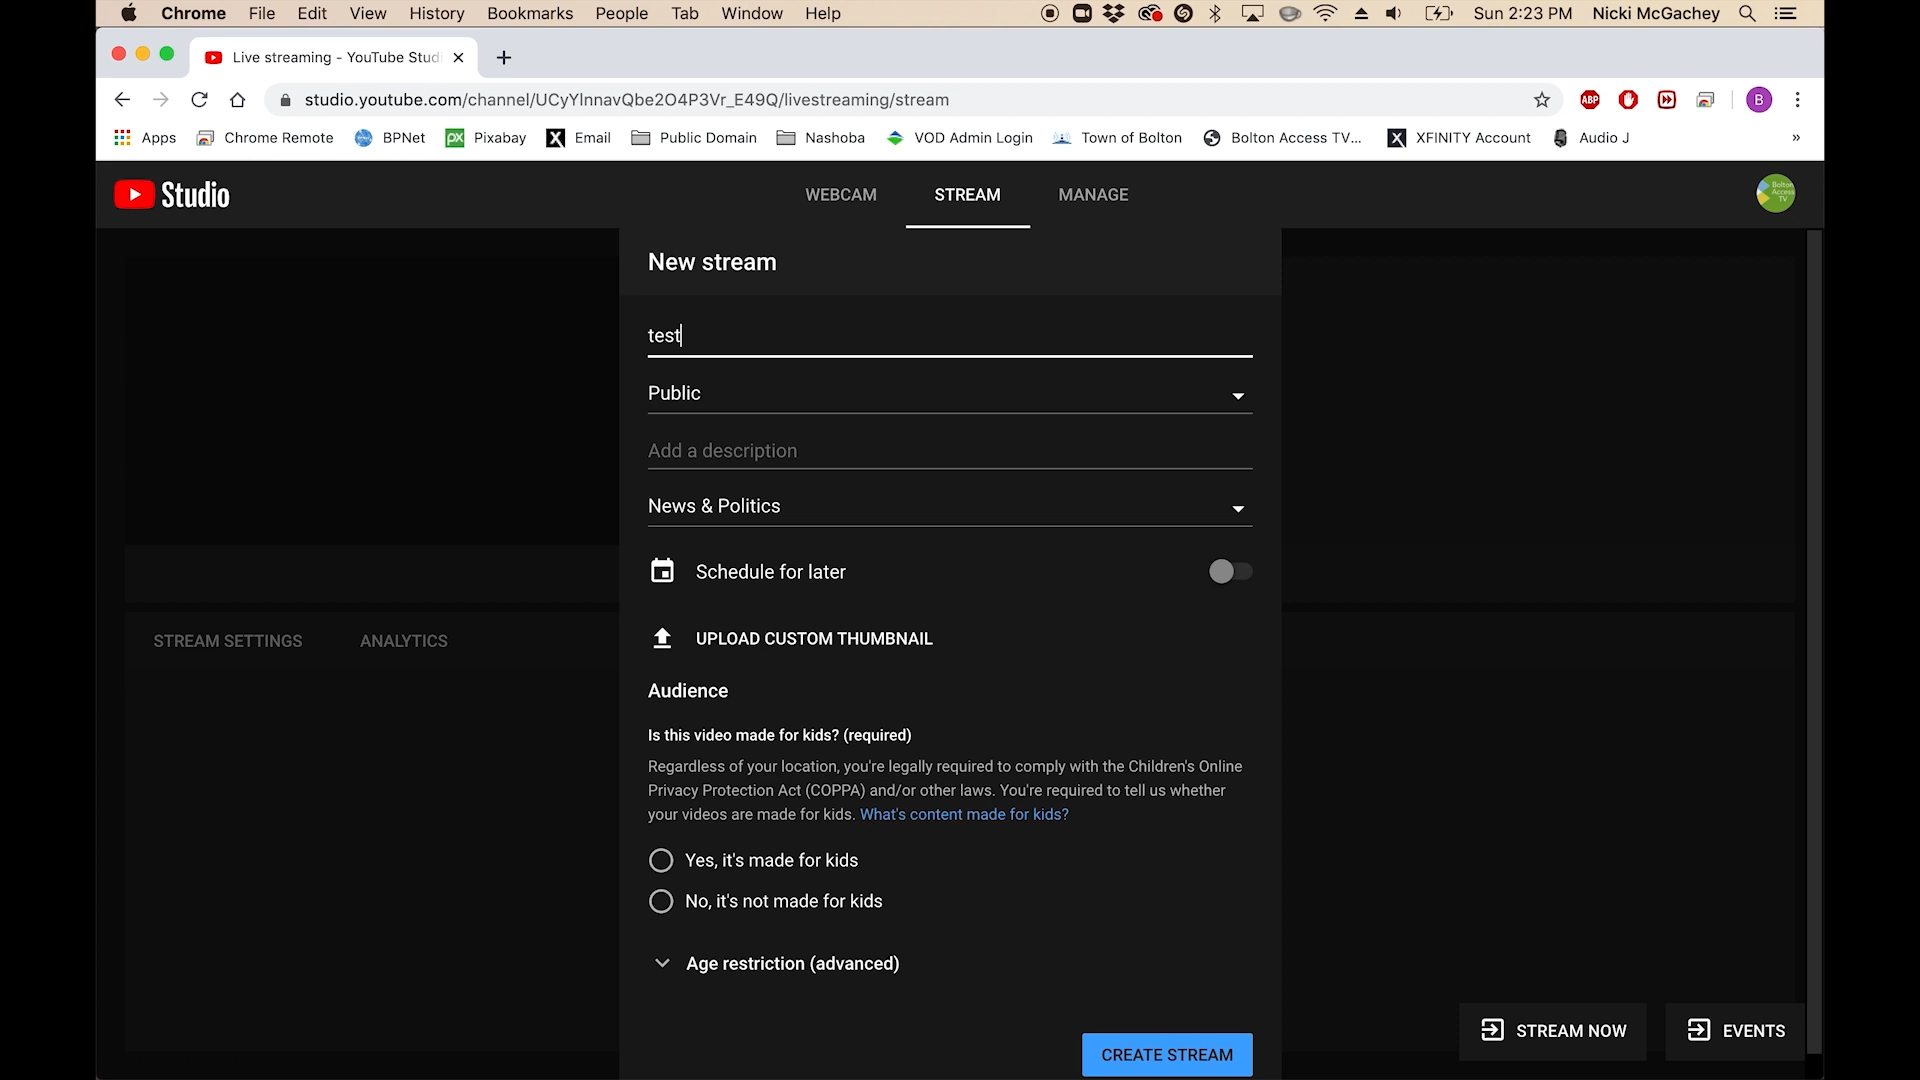 Chrome File Edit View History Bookmarks People Tab Window Help Sun 2:23 PM Nicki McGachey
Live streaming - YouTube Studi
studio.youtube.com/channel/UCyYlnnavQbe2O4P3Vr_E49Q/livestreaming/stream ABP B
Apps Chrome Remote BPNet px Pixabay X Email Public Domain Nashoba VOD Admin Login Town of Bolton Bolton Access TV... X XFINITY Account Audio J »
Studio WEBCAM STREAM MANAGE Bolton Access TV
New stream
test
Public
Add a description
News & Politics
Schedule for later
UPLOAD CUSTOM THUMBNAIL
STREAM SETTINGS ANALYTICS
Audience
Is this video made for kids? (required)
Regardless of your location, you're legally required to comply with the Children's Online
Privacy Protection Act (COPPA) and/or other laws. You're required to tell us whether
your videos are made for kids. What's content made for kids?
Yes, it's made for kids
No, it's not made for kids
Age restriction (advanced)
STREAM NOW EVENTS
CREATE STREAM